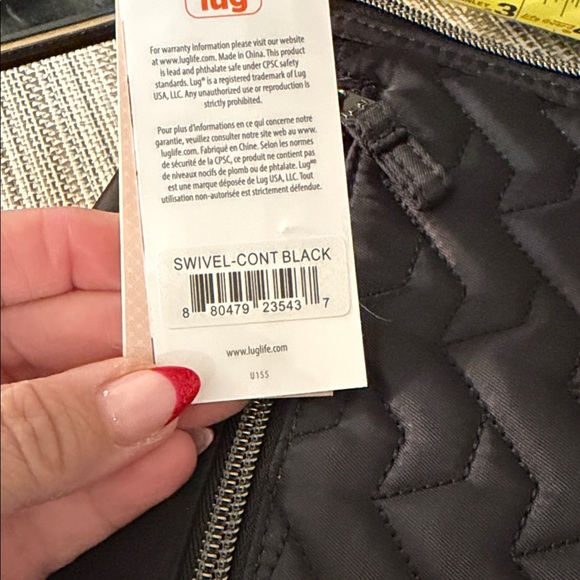 lug
For warranty information please visit our website
at www.luglife.com. Made in China. This product
is lead and phthalate safe under CPSC safety
standards. Lug® is a registered trademark of Lug
USA, LLC. Any unauthorized use or reproduction is
strictly prohibited.
Pour plus d'informations en ce qui concerne notre
garantie, veuillez consulter notre site web au www.
luglife.com. Fabriqué en Chine. Selon les normes
de sécurité de la CPSC, ce produit ne contient pas
de niveaux nocifs de plomb ou de phtalate. Lug
est une marque déposée de Lug USA, LLC. Tout
utilisation non-autorisée est strictement défendue.
SWIVEL-CONT BLACK
8 80479 23543 7
www.luglife.com
U155
3